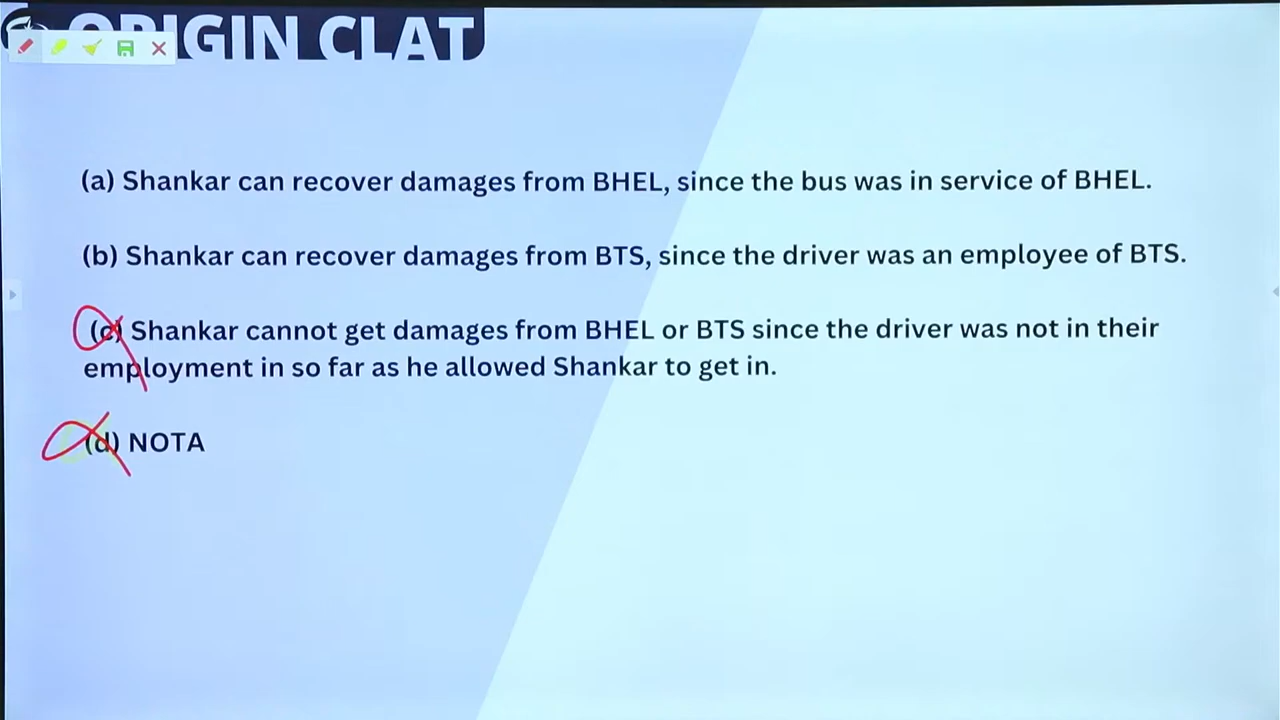 ORIGIN CLAT
(a) Shankar can recover damages from BHEL, since the bus was in service of BHEL.
(b) Shankar can recover damages from BTS, since the driver was an employee of BTS.
(c) Shankar cannot get damages from BHEL or BTS since the driver was not in their
employment in so far as he allowed Shankar to get in.
(d) NOTA